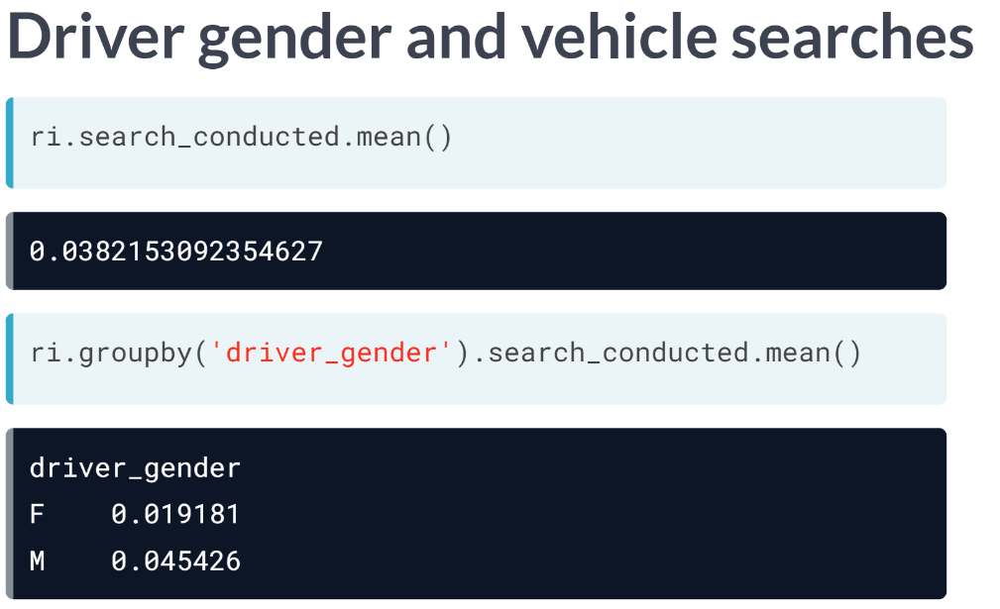 Driver gender and vehicle searches
ri.search_conducted.mean()
0.0382153092354627
ri.groupby('driver_gender').search_conducted.mean()
driver_gender
F    0.019181
M    0.045426